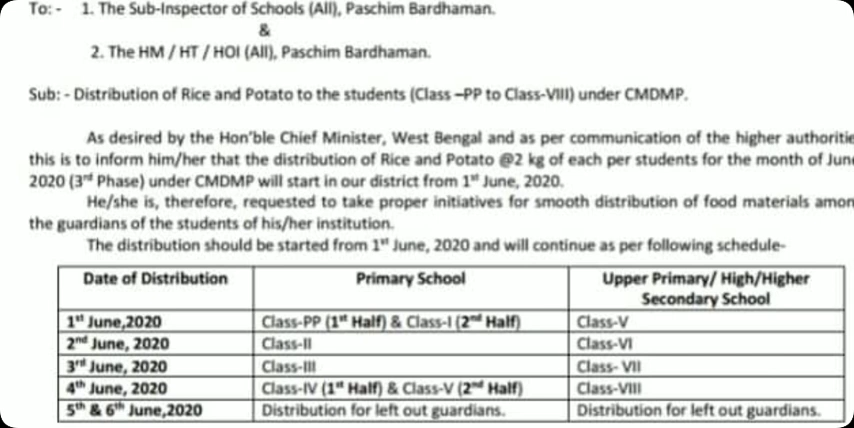 To: - 1. The Sub-Inspector of Schools (All), Paschim Bardhaman.
&
2. The HM / HT / HOI (All), Paschim Bardhaman.
Sub: - Distribution of Rice and Potato to the students (Class –PP to Class-VIII) under CMDMP.
As desired by the Hon'ble Chief Minister, West Bengal and as per communication of the higher authoritie
this is to inform him/her that the distribution of Rice and Potato @2 kg of each per students for the month of June
2020 (3rd Phase) under CMDMP will start in our district from 1st June, 2020.
He/she is, therefore, requested to take proper initiatives for smooth distribution of food materials amon
the guardians of the students of his/her institution.
The distribution should be started from 1st June, 2020 and will continue as per following schedule-
Date of Distribution Primary School Upper Primary/ High/Higher
Secondary School
1st June,2020 Class-PP (1st Half) & Class-I (2nd Half) Class-V
2nd June, 2020 Class-II Class-VI
3rd June, 2020 Class-III Class- VII
4th June, 2020 Class-IV (1st Half) & Class-V (2nd Half) Class-VIII
5th & 6th June,2020 Distribution for left out guardians. Distribution for left out guardians.